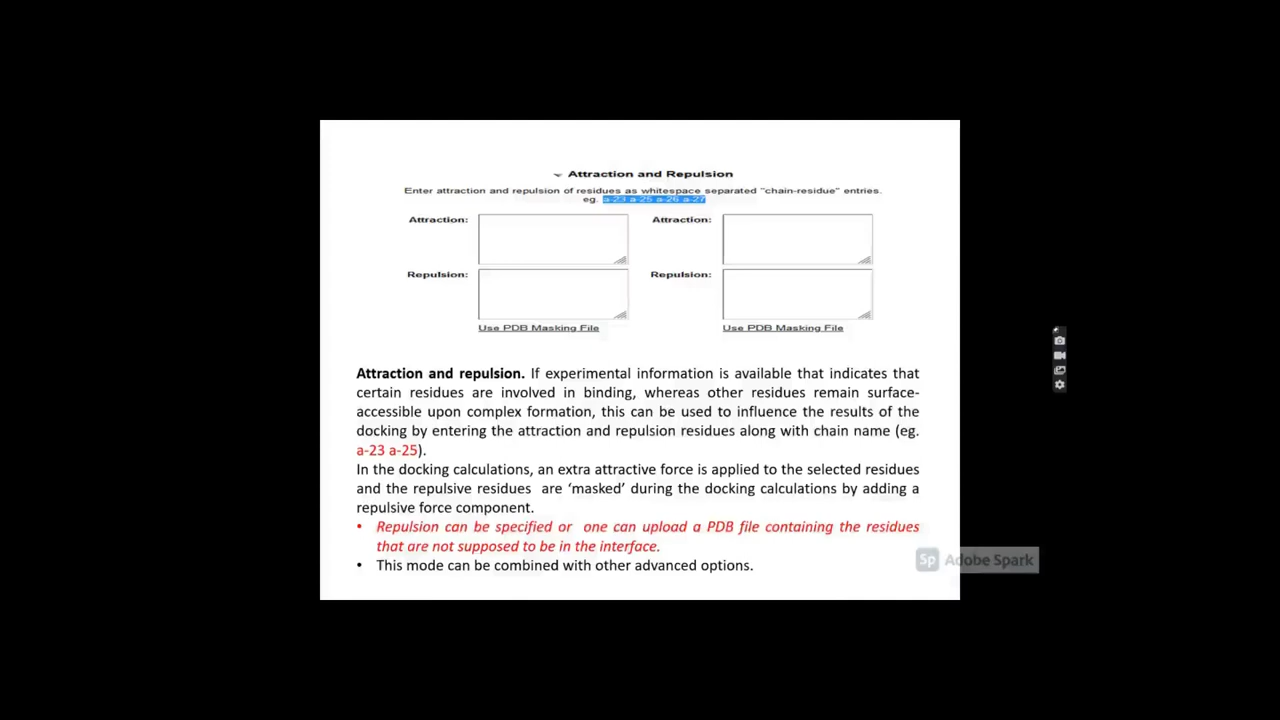 Attraction and Repulsion
Enter attraction and repulsion of residues as whitespace separated "chain-residue" entries.
eg. a-23 a-25 a-26 a-27
Attraction: Attraction:
Repulsion: Repulsion:
Use PDB Masking File Use PDB Masking File
Attraction and repulsion. If experimental information is available that indicates that
certain residues are involved in binding, whereas other residues remain surface-
accessible upon complex formation, this can be used to influence the results of the
docking by entering the attraction and repulsion residues along with chain name (eg.
a-23 a-25).
In the docking calculations, an extra attractive force is applied to the selected residues
and the repulsive residues are ‘masked’ during the docking calculations by adding a
repulsive force component.
• Repulsion can be specified or one can upload a PDB file containing the residues
that are not supposed to be in the interface.
• This mode can be combined with other advanced options.
Sp Adobe Spark